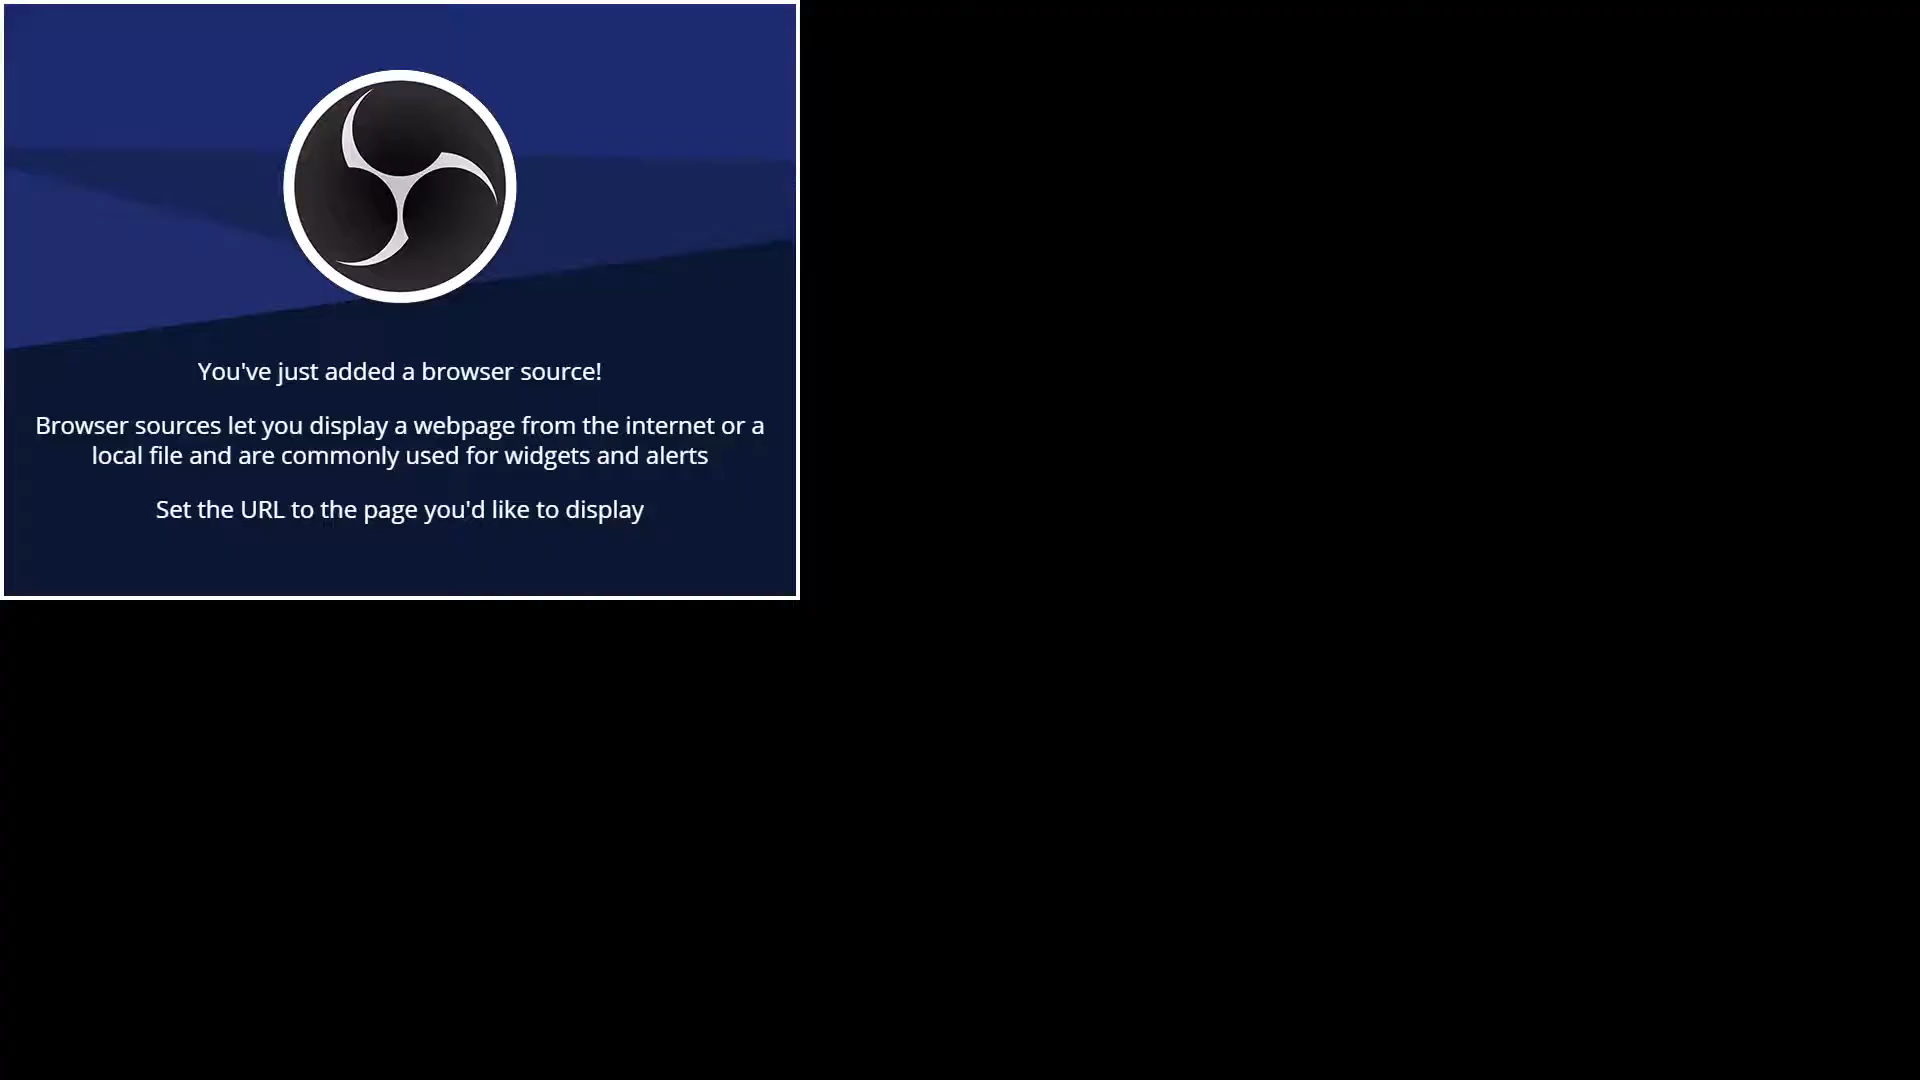 You've just added a browser source!
Browser sources let you display a webpage from the internet or a
local file and are commonly used for widgets and alerts
Set the URL to the page you'd like to display